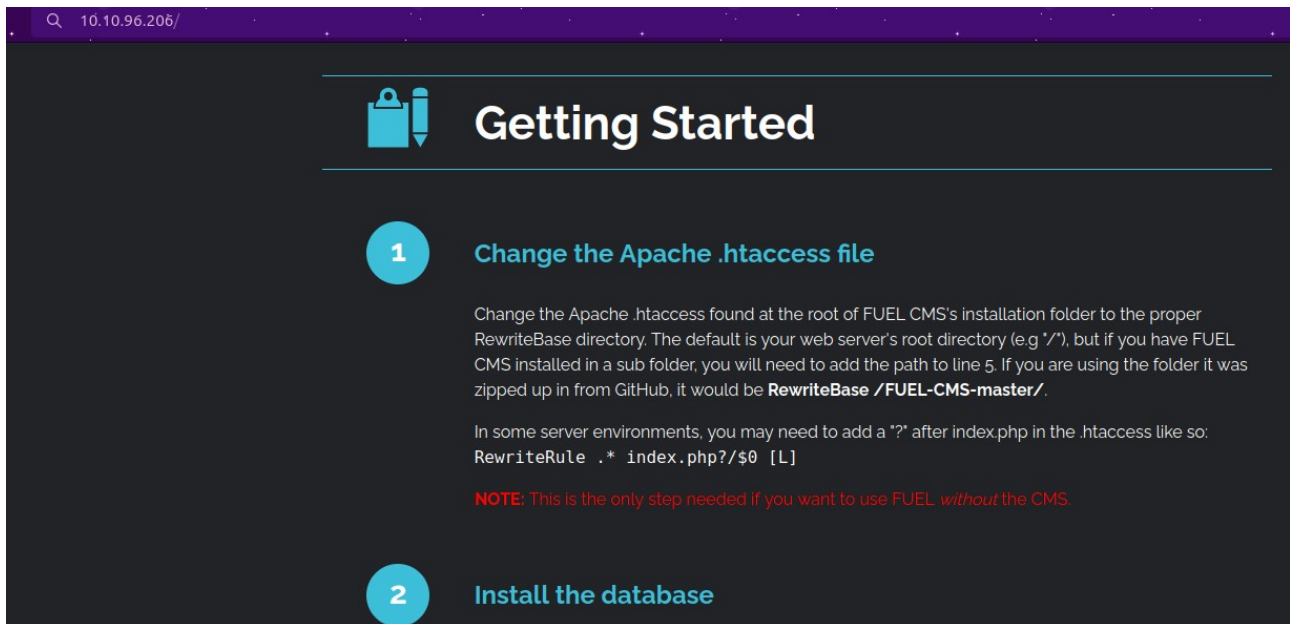 10.10.96.206/
Getting Started
1
Change the Apache .htaccess file
Change the Apache .htaccess found at the root of FUEL CMS's installation folder to the proper
RewriteBase directory. The default is your web server's root directory (e.g "/"), but if you have FUEL
CMS installed in a sub folder, you will need to add the path to line 5. If you are using the folder it was
zipped up in from GitHub, it would be RewriteBase /FUEL-CMS-master/.
In some server environments, you may need to add a "?" after index.php in the .htaccess like so:
RewriteRule .* index.php?/$0 [L]
NOTE: This is the only step needed if you want to use FUEL without the CMS.
2
Install the database